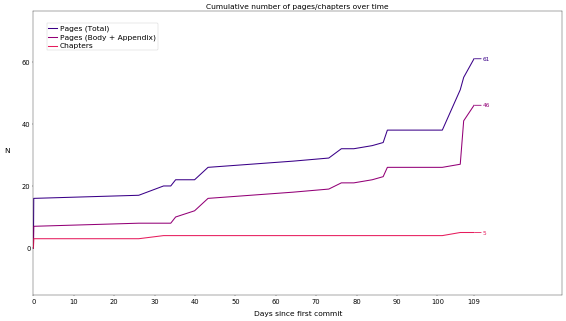 Cumulative number of pages/chapters over time
Pages (Total)
Pages (Body + Appendix)
Chapters
N
60
40
20
0
61
46
5
0 10 20 30 40 50 60 70 80 90 100 109
Days since first commit